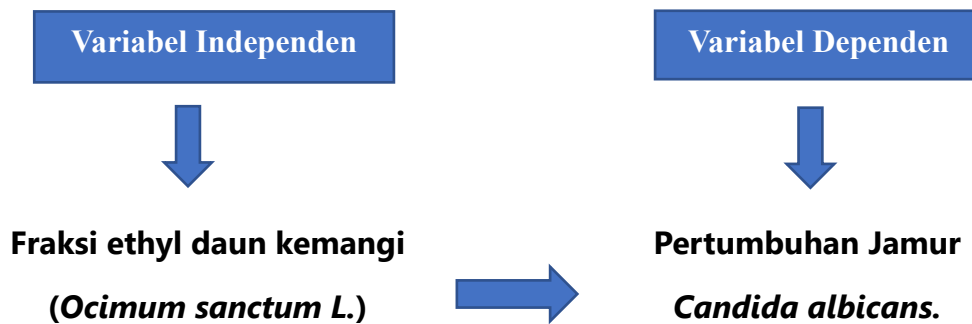 Variabel Independen
Variabel Dependen
Fraksi ethyl daun kemangi
(Ocimum sanctum L.)
Pertumbuhan Jamur
Candida albicans.